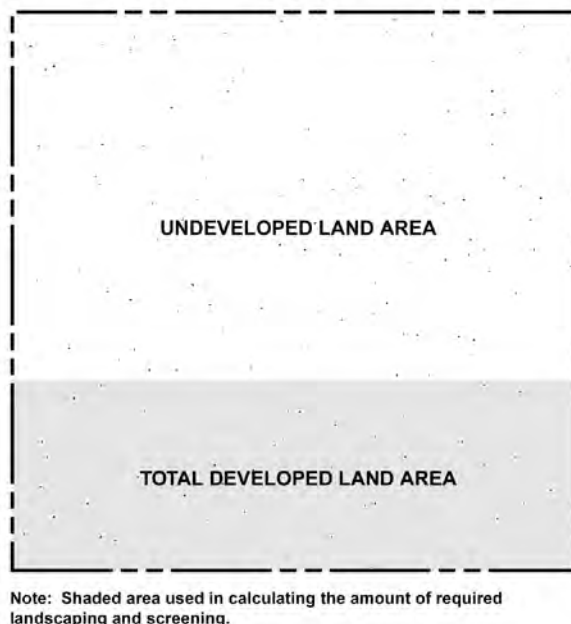 UNDEVELOPED LAND AREA
TOTAL DEVELOPED LAND AREA
Note: Shaded area used in calculating the amount of required
landscaping and screening.